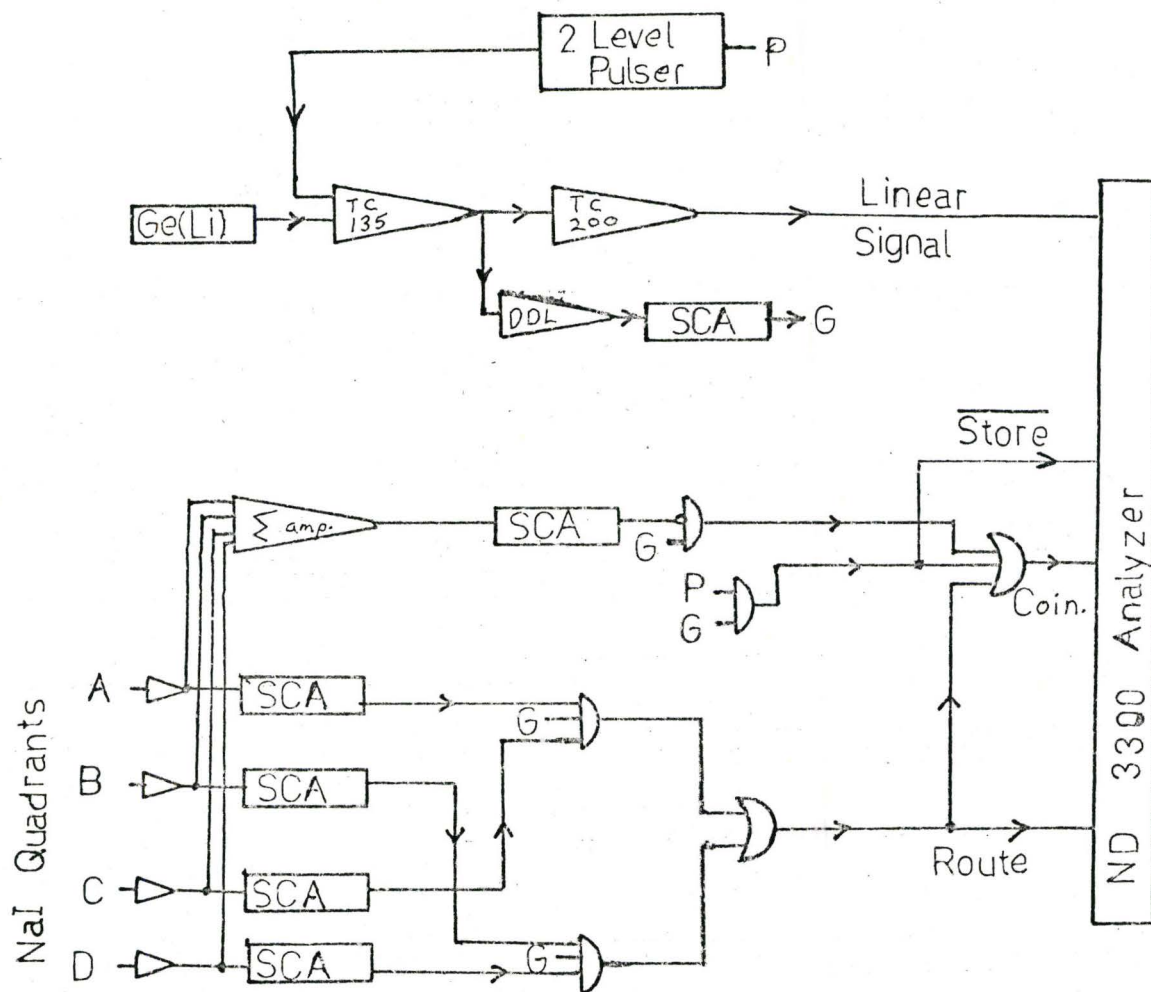 2 Level
Pulser
P
Ge(Li)
TC
135
TC
200
Linear
Signal
DDL
SCA
G
Store
Σ amp.
SCA
G
P
G
Coin.
A
SCA
G
B
SCA
C
SCA
Route
D
SCA
G
NaI Quadrants
ND 3300 Analyzer